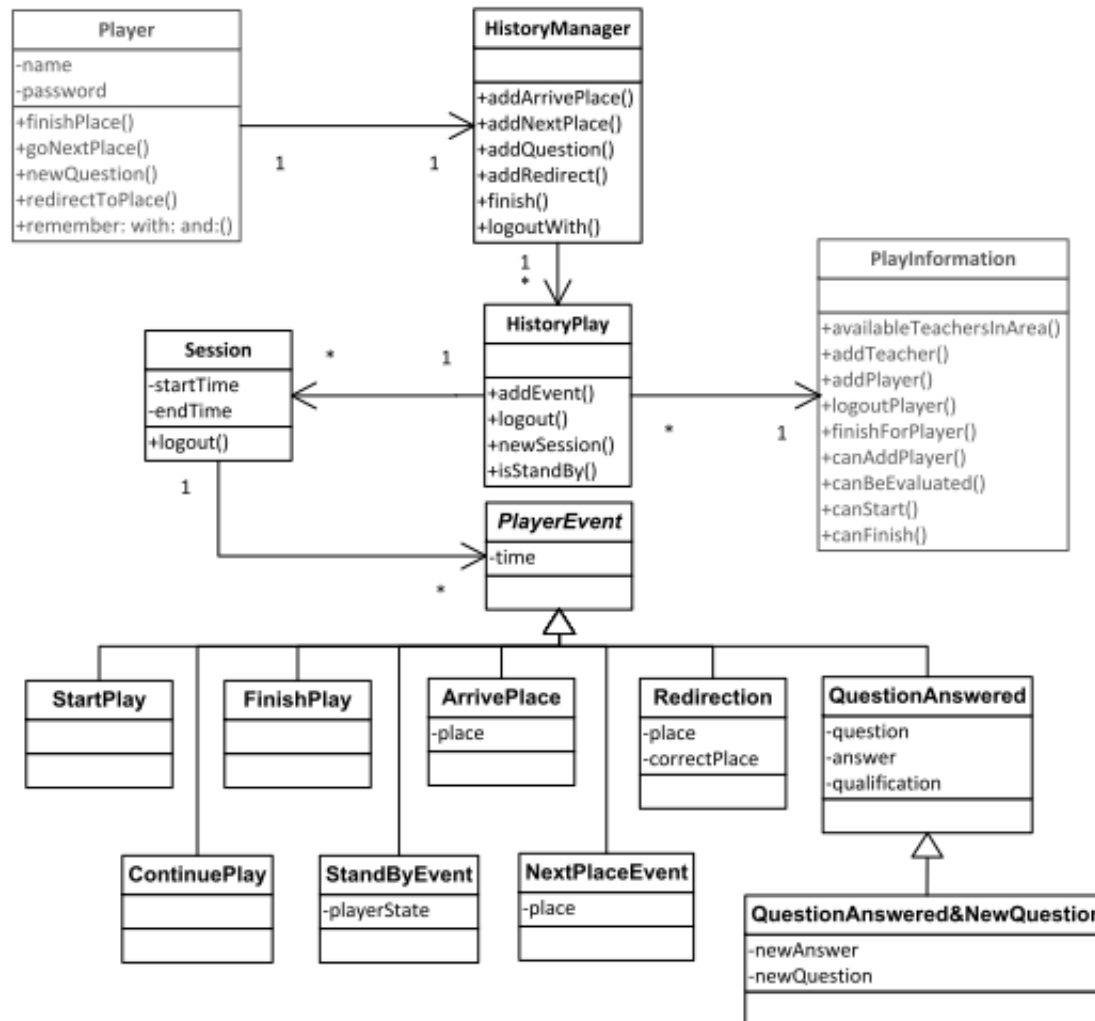 Player
-name
-password
+finishPlace()
+goNextPlace()
+newQuestion()
+redirectToPlace()
+remember: with: and:()
1
1
HistoryManager
+addArrivePlace()
+addNextPlace()
+addQuestion()
+addRedirect()
+finish()
+logoutWith()
1
*
PlayInformation
+availableTeachersInArea()
+addTeacher()
+addPlayer()
+logoutPlayer()
+finishForPlayer()
+canAddPlayer()
+canBeEvaluated()
+canStart()
+canFinish()
HistoryPlay
+addEvent()
+logout()
+newSession()
+isStandBy()
*
1
*
1
Session
-startTime
-endTime
+logout()
1
*
PlayerEvent
-time
StartPlay
FinishPlay
ArrivePlace
-place
Redirection
-place
-correctPlace
QuestionAnswered
-question
-answer
-qualification
ContinuePlay
StandByEvent
-playerState
NextPlaceEvent
-place
QuestionAnswered&NewQuestion
-newAnswer
-newQuestion